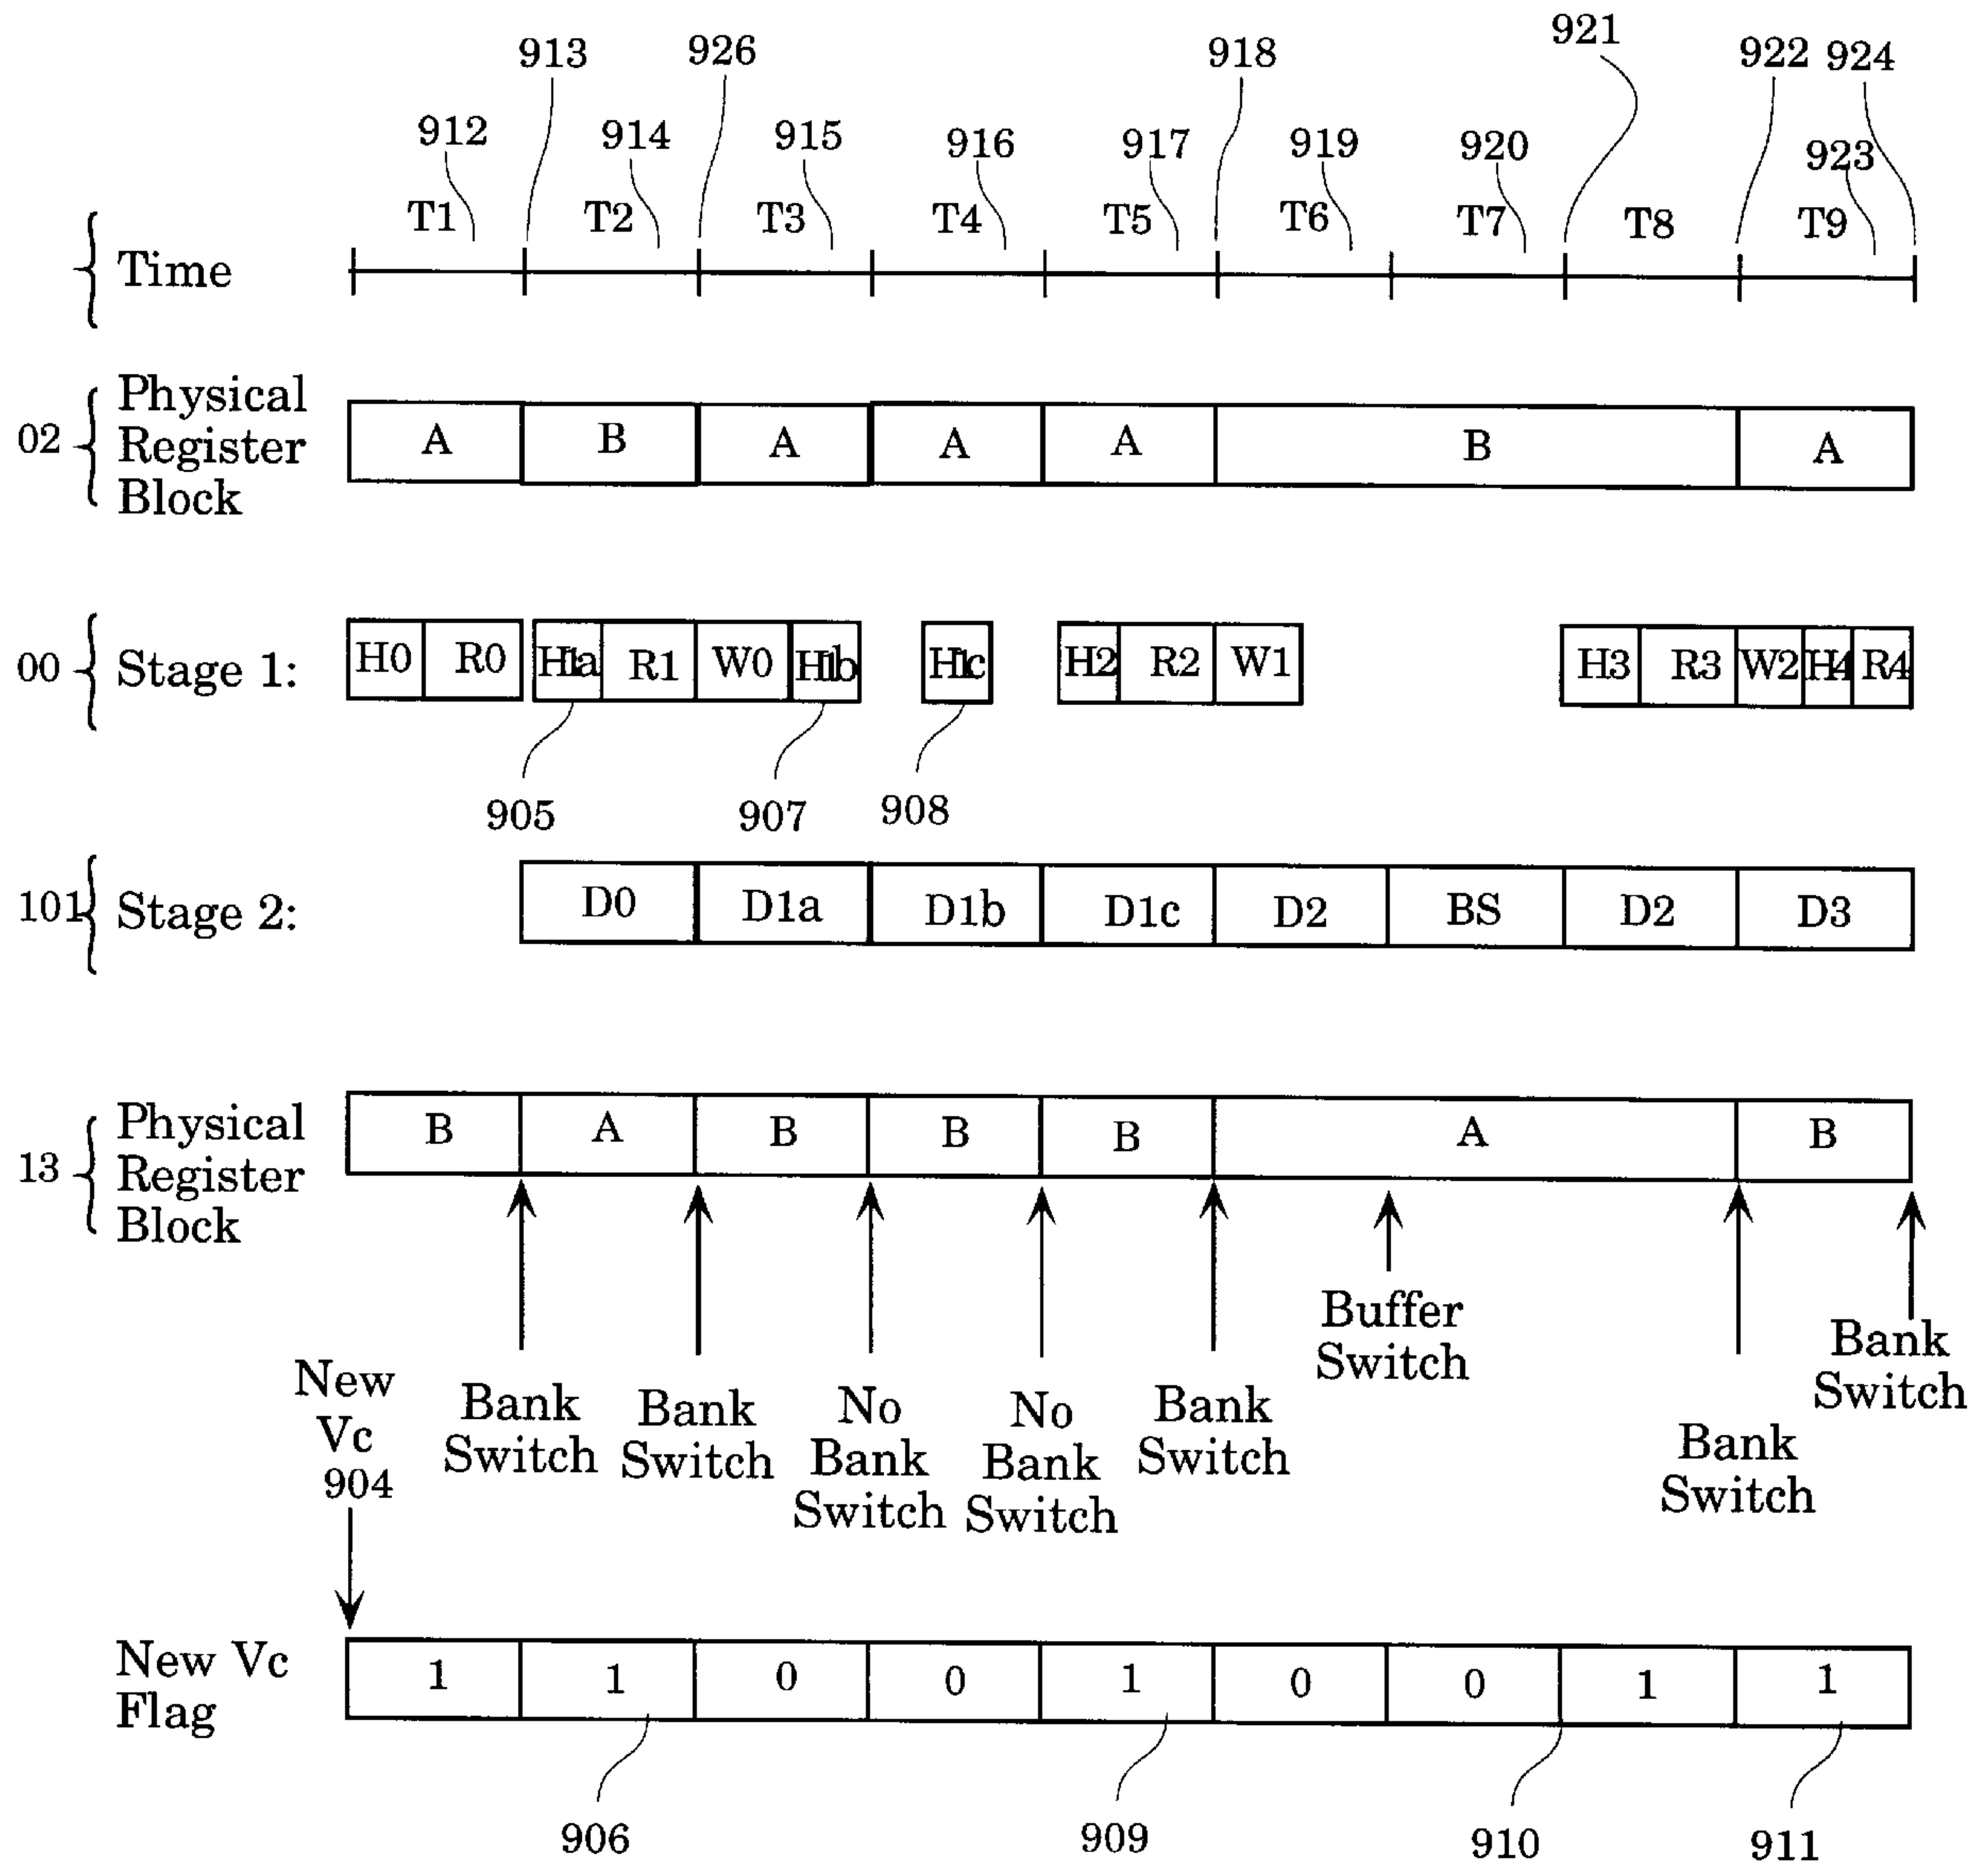 921
913
926
918
922
924
912
914
915
916
917
919
920
923
T1
T2
T3
T4
T5
T6
T7
T8
T9
Time
02
Physical
Register
Block
A
B
A
A
A
B
A
00
Stage 1:
H0
R0
H1a
R1
W0
H1b
H1c
H2
R2
W1
H3
R3
W2
H4
R4
905
907
908
101
Stage 2:
D0
D1a
D1b
D1c
D2
BS
D2
D3
13
Physical
Register
Block
B
A
B
B
B
A
B
New
Vc
904
Bank
Switch
Bank
Switch
No
Bank
Switch
No
Bank
Switch
Bank
Switch
Buffer
Switch
Bank
Switch
Bank
Switch
New Vc
Flag
1
1
0
0
1
0
0
1
1
906
909
910
911